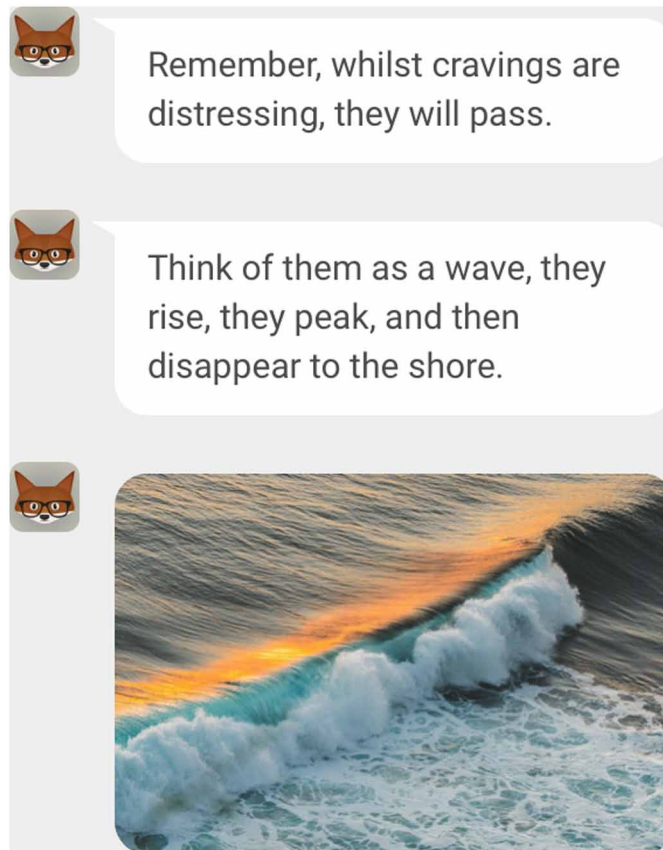 Remember, whilst cravings are
distressing, they will pass.
Think of them as a wave, they
rise, they peak, and then
disappear to the shore.